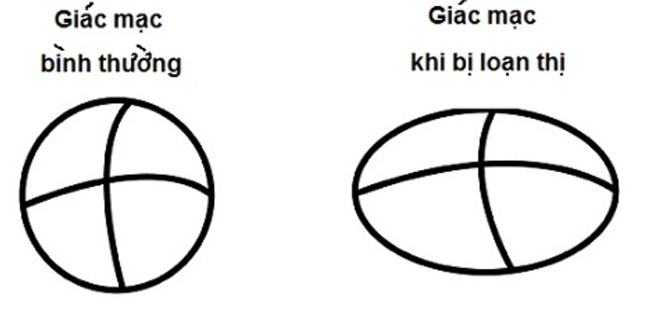 Giác mạc
bình thường
Giác mạc
khi bị loạn thị